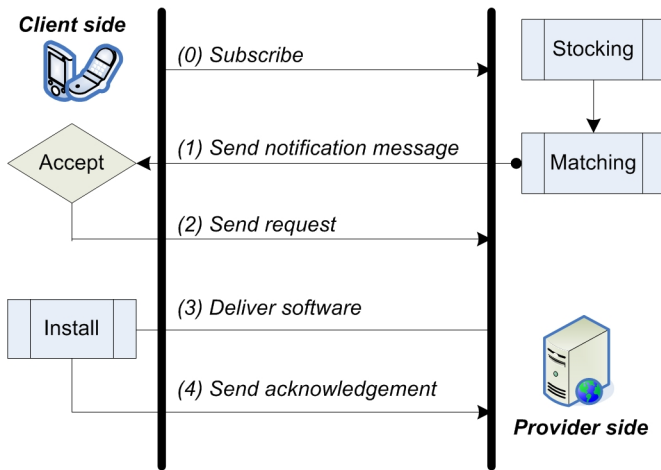 Client side
(0) Subscribe
Stocking
Accept
(1) Send notification message
Matching
(2) Send request
Install
(3) Deliver software
(4) Send acknowledgement
Provider side